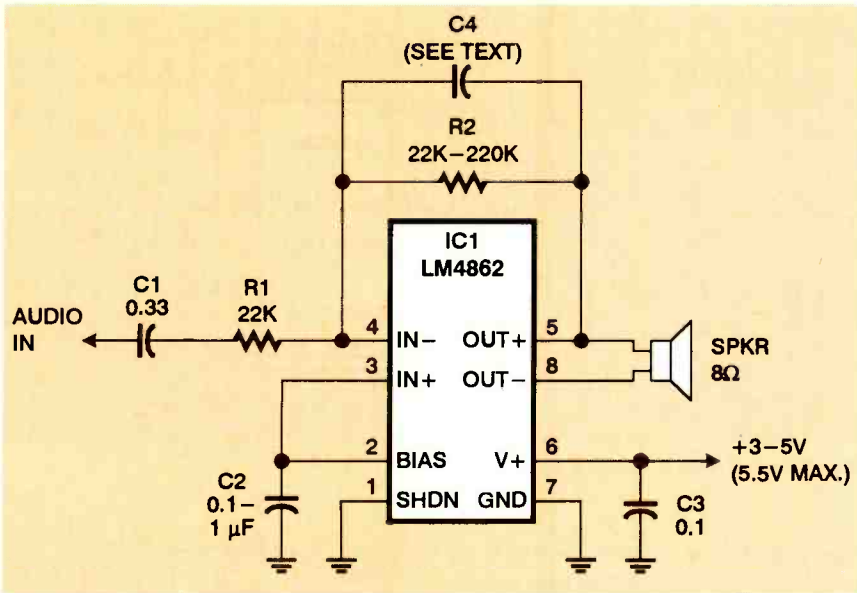 C4
(SEE TEXT)
R2
22K–220K
IC1
LM4862
C1
0.33
R1
22K
AUDIO
IN
4
IN-
OUT+
5
3
IN+
OUT-
8
SPKR
8Ω
2
BIAS
V+
6
+3–5V
(5.5V MAX.)
1
SHDN
GND
7
C2
0.1–
1 µF
C3
0.1